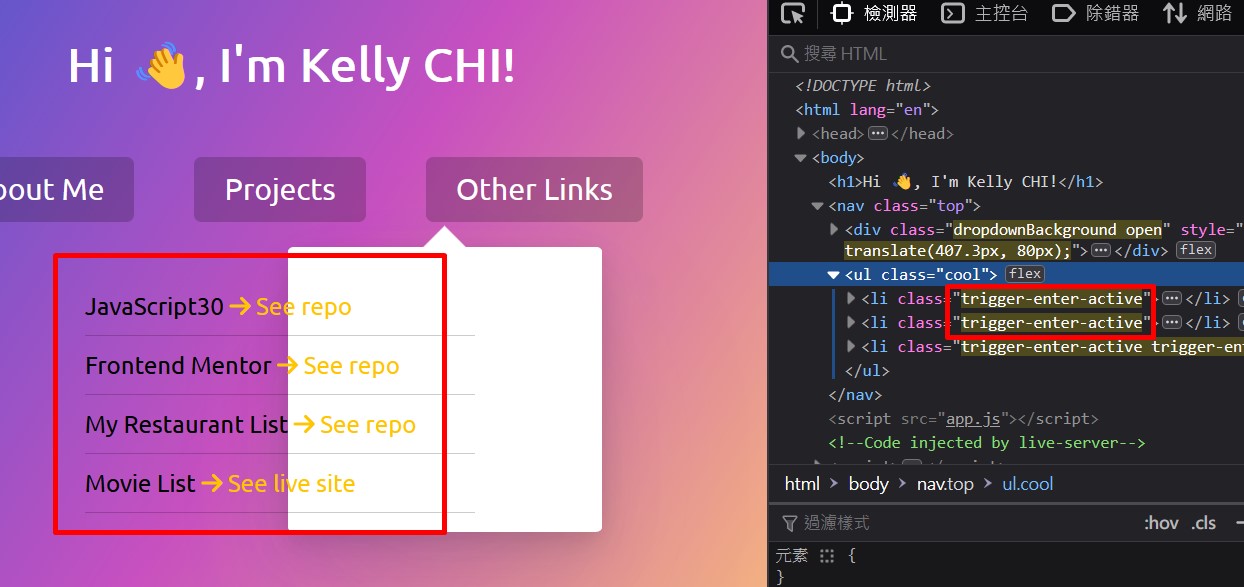 Hi 👋, I'm Kelly CHI!
bout Me
Projects
Other Links
JavaScript30 → See repo
Frontend Mentor → See repo
My Restaurant List → See repo
Movie List → See live site
檢測器 主控台 除錯器 網路
搜尋 HTML
<!DOCTYPE html>
<html lang="en">
<head> ••• </head>
<body>
<h1>Hi 👋, I'm Kelly CHI!</h1>
<nav class="top">
<div class="dropdownBackground open" style="
translate(407.3px, 80px);"> ••• </div> flex
<ul class="cool"> flex
<li class="trigger-enter-active"> ••• </li>
<li class="trigger-enter-active"> ••• </li>
<li class="trigger-enter-active trigger-ent
</ul>
</nav>
<script src="app.js"></script>
<!--Code injected by live-server-->
html > body > nav.top > ul.cool
過濾樣式 :hov .cls
元素 {
}